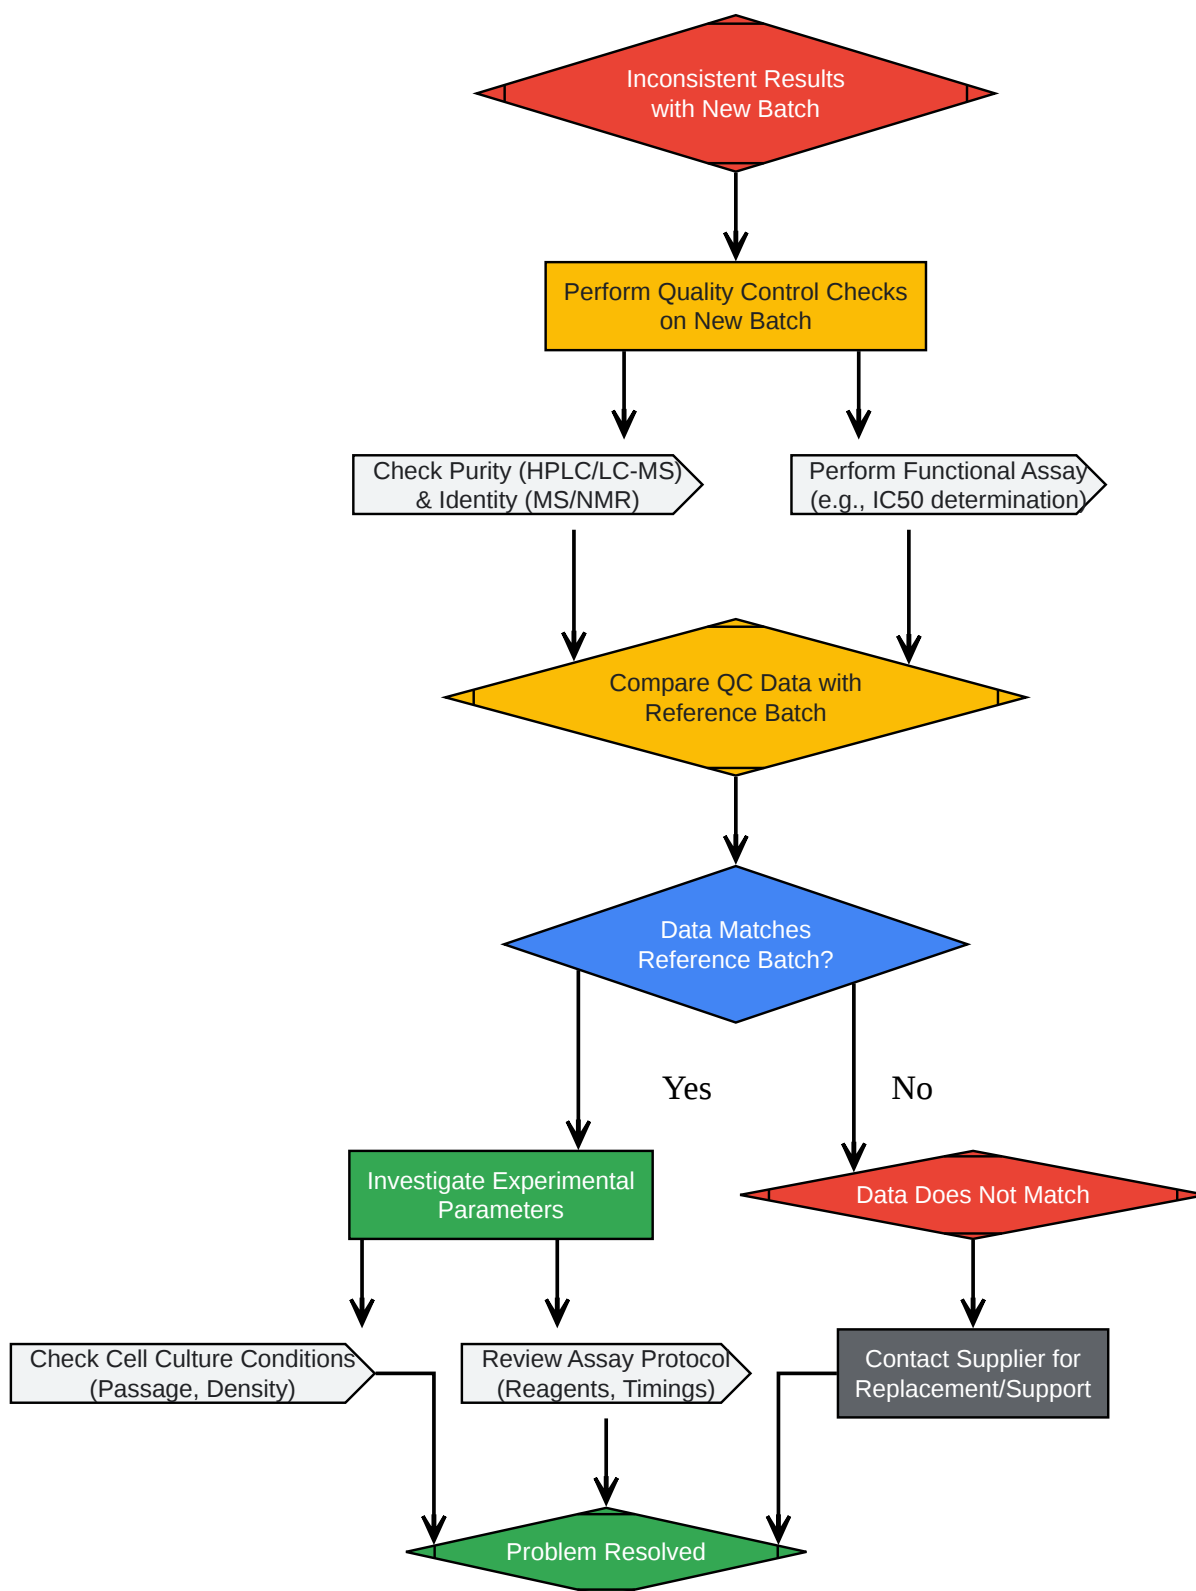 Inconsistent Results
with New Batch
Perform Quality Control Checks
on New Batch
Check Purity (HPLC/LC-MS)
& Identity (MS/NMR)
Perform Functional Assay
(e.g., IC50 determination)
Compare QC Data with
Reference Batch
Data Matches
Reference Batch?
Yes
No
Investigate Experimental
Parameters
Data Does Not Match
Check Cell Culture Conditions
(Passage, Density)
Review Assay Protocol
(Reagents, Timings)
Contact Supplier for
Replacement/Support
Problem Resolved